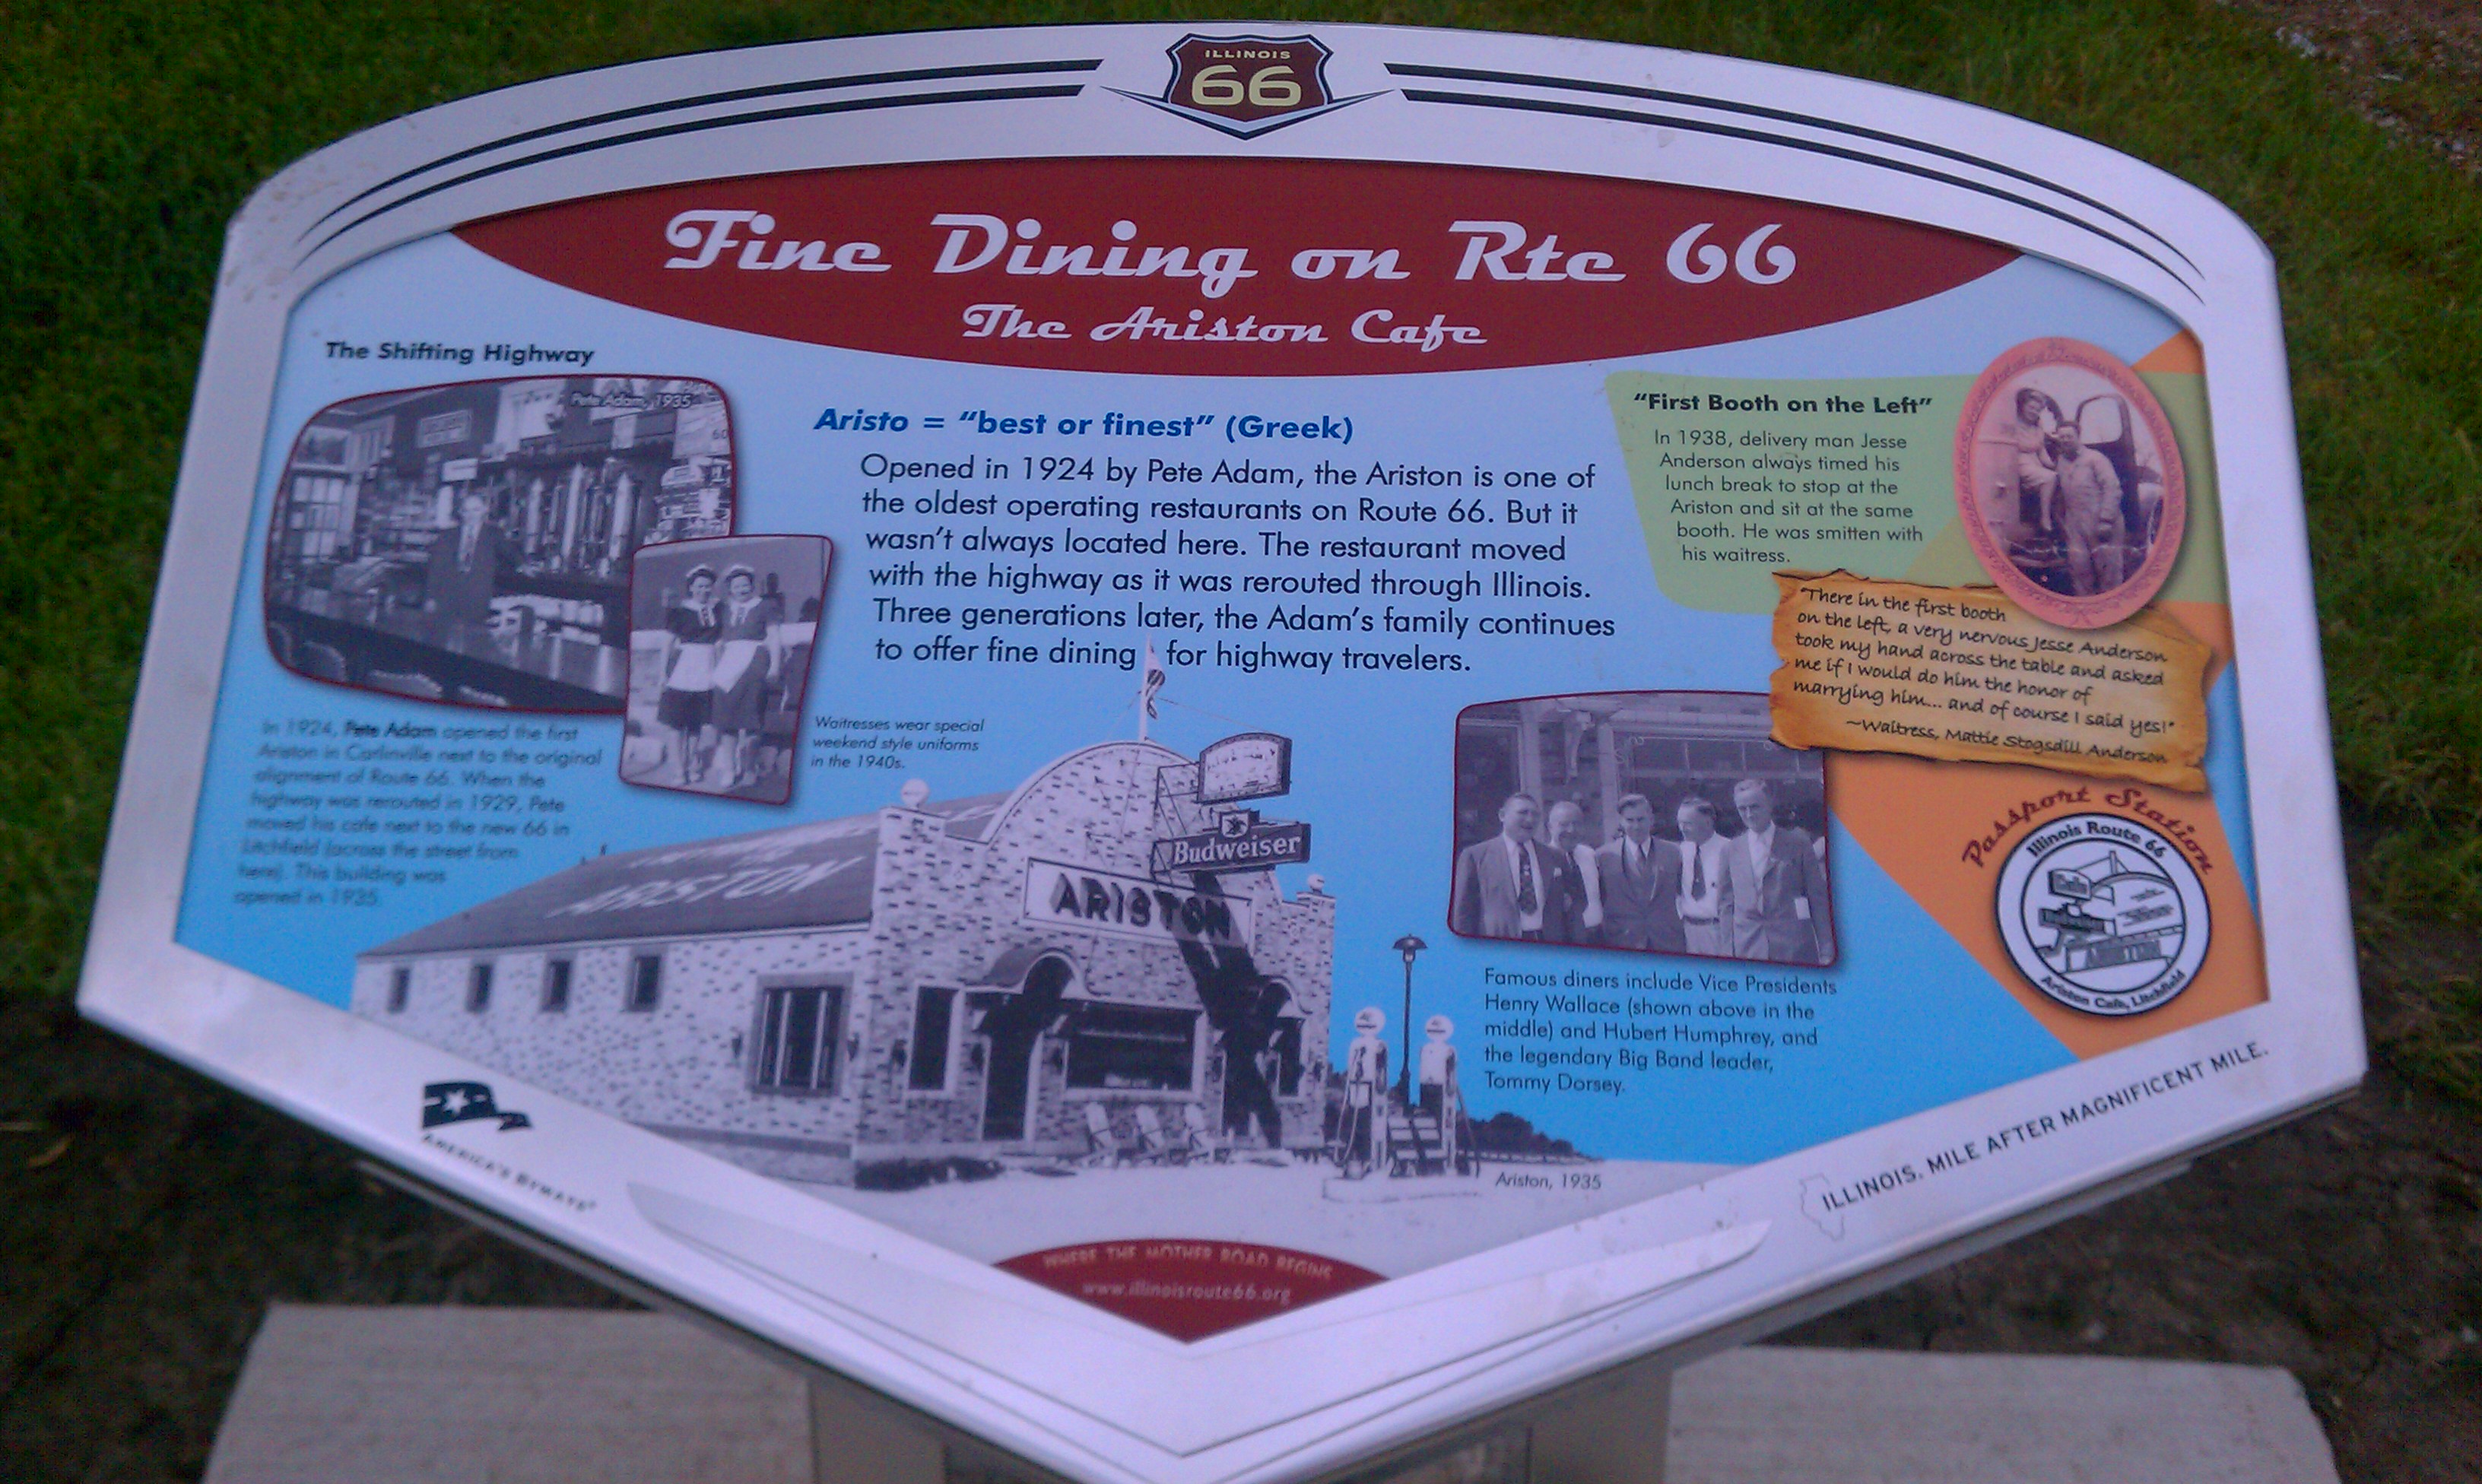 ILLINOIS
66
Fine Dining on Rte 66
The Ariston Cafe
The Shifting Highway
Pete Adam, 1935
In 1924, Pete Adam opened the first
Ariston in Carlinville next to the original
alignment of Route 66. When the
highway was rerouted in 1929, Pete
moved his cafe next to the new 66 in
Litchfield (across the street from
here). This building was
opened in 1935.
Waitresses wear special
weekend style uniforms
in the 1940s.
Aristo = "best or finest" (Greek)
Opened in 1924 by Pete Adam, the Ariston is one of
the oldest operating restaurants on Route 66. But it
wasn't always located here. The restaurant moved
with the highway as it was rerouted through Illinois.
Three generations later, the Adam's family continues
to offer fine dining for highway travelers.
ARISTON
Budweiser
ARISTON
Ariston, 1935
"First Booth on the Left"
In 1938, delivery man Jesse
Anderson always timed his
lunch break to stop at the
Ariston and sit at the same
booth. He was smitten with
his waitress.
"There in the first booth
on the left, a very nervous Jesse Anderson
took my hand across the table and asked
me if I would do him the honor of
marrying him... and of course I said yes!"
~Waitress, Mattie Stogsdill Anderson
Famous diners include Vice Presidents
Henry Wallace (shown above in the
middle) and Hubert Humphrey, and
the legendary Big Band leader,
Tommy Dorsey.
Passport Station
Illinois Route 66
Ariston Cafe, Litchfield
AMERICA'S BYWAYS®
WHERE THE MOTHER ROAD BEGINS
www.illinoisroute66.org
ILLINOIS. MILE AFTER MAGNIFICENT MILE.